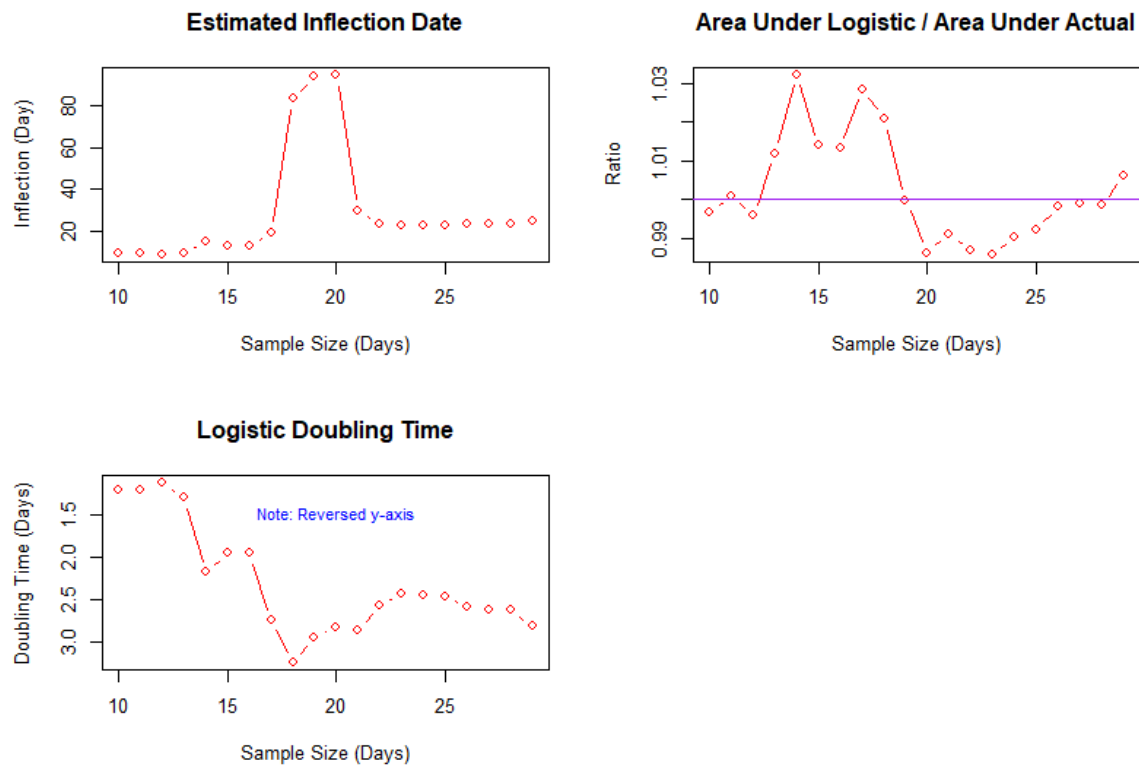 Estimated Inflection Date
Inflection (Day)
80
60
40
20
10 15 20 25
Sample Size (Days)
Area Under Logistic / Area Under Actual
Ratio
1.03
1.01
0.99
10 15 20 25
Sample Size (Days)
Logistic Doubling Time
Doubling Time (Days)
1.5
2.0
2.5
3.0
Note: Reversed y-axis
10 15 20 25
Sample Size (Days)